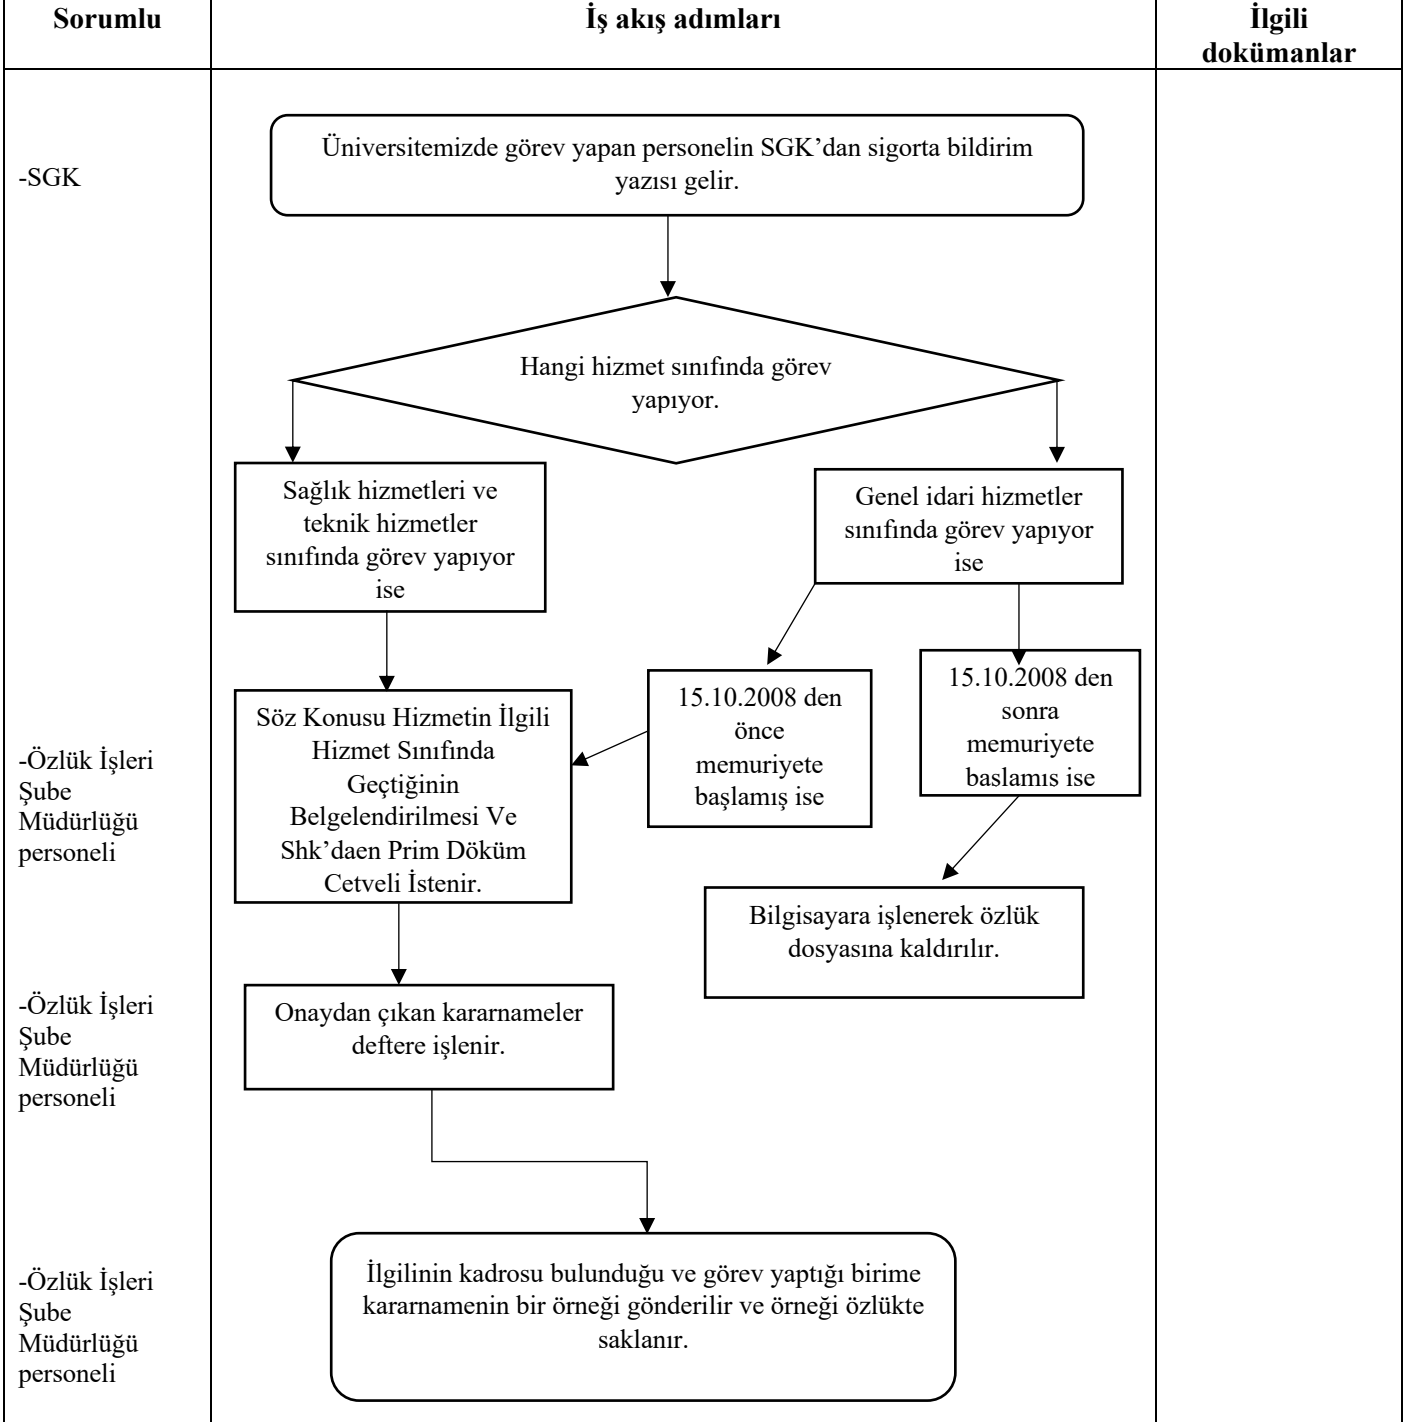 Sorumlu
İş akış adımları
İlgili
dokümanlar
-SGK
Üniversitemizde görev yapan personelin SGK’dan sigorta bildirim
yazısı gelir.
Hangi hizmet sınıfında görev
yapıyor.
Sağlık hizmetleri ve
teknik hizmetler
sınıfında görev yapıyor
ise
Genel idari hizmetler
sınıfında görev yapıyor
ise
-Özlük İşleri
Şube
Müdürlüğü
personeli
Söz Konusu Hizmetin İlgili
Hizmet Sınıfında
Geçtiğinin
Belgelendirilmesi Ve
Shk’daen Prim Döküm
Cetveli İstenir.
15.10.2008 den
önce
memuriyete
başlamış ise
15.10.2008 den
sonra
memuriyete
başlamış ise
Bilgisayara işlenerek özlük
dosyasına kaldırılır.
-Özlük İşleri
Şube
Müdürlüğü
personeli
Onaydan çıkan kararnameler
deftere işlenir.
-Özlük İşleri
Şube
Müdürlüğü
personeli
İlgilinin kadrosu bulunduğu ve görev yaptığı birime
kararnamenin bir örneği gönderilir ve örneği özlükte
saklanır.